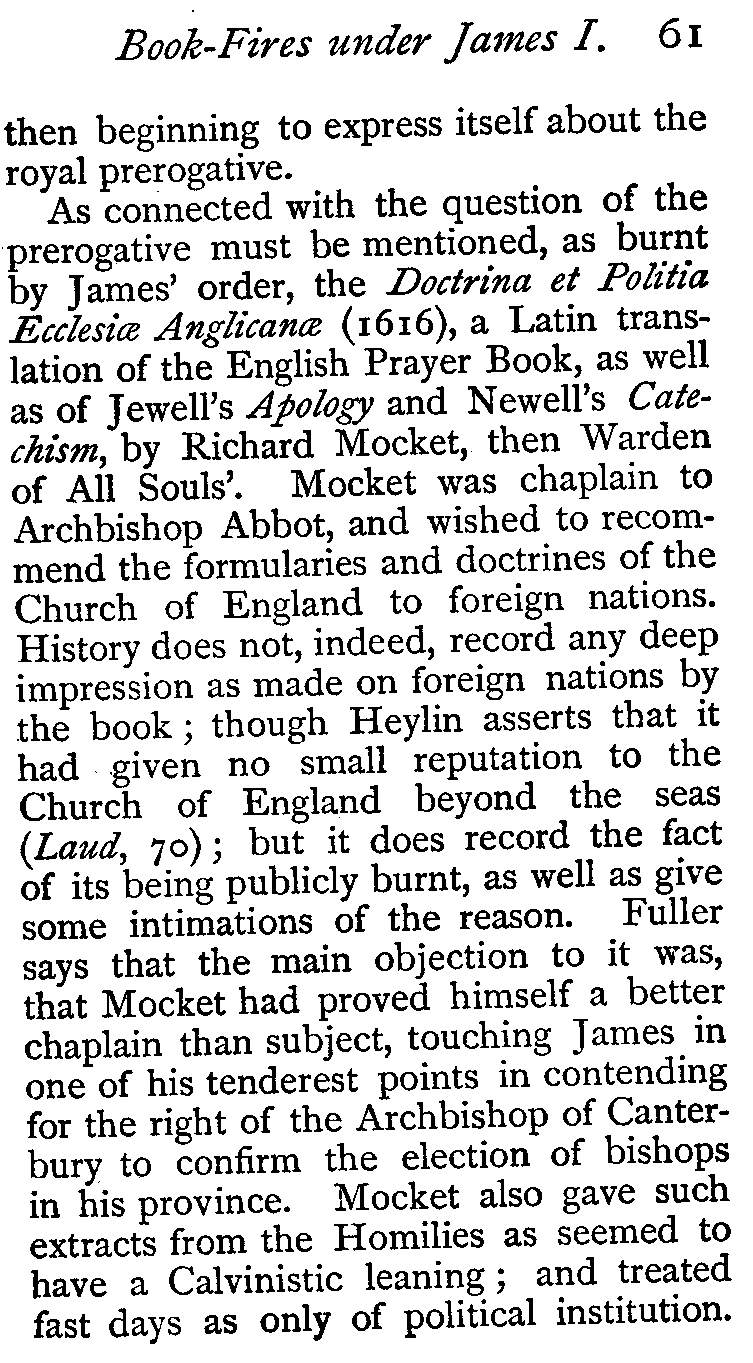 Book-Fires under James I. 61
then beginning to express itself about the
royal prerogative.
As connected with the question of the
prerogative must be mentioned, as burnt
by James' order, the Doctrina et Politia
Ecclesiæ Anglicanæ (1616), a Latin trans-
lation of the English Prayer Book, as well
as of Jewell's Apology and Newell's Cate-
chism, by Richard Mocket, then Warden
of All Souls'. Mocket was chaplain to
Archbishop Abbot, and wished to recom-
mend the formularies and doctrines of the
Church of England to foreign nations.
History does not, indeed, record any deep
impression as made on foreign nations by
the book ; though Heylin asserts that it
had given no small reputation to the
Church of England beyond the seas
(Laud, 70) ; but it does record the fact
of its being publicly burnt, as well as give
some intimations of the reason. Fuller
says that the main objection to it was,
that Mocket had proved himself a better
chaplain than subject, touching James in
one of his tenderest points in contending
for the right of the Archbishop of Canter-
bury to confirm the election of bishops
in his province. Mocket also gave such
extracts from the Homilies as seemed to
have a Calvinistic leaning ; and treated
fast days as only of political institution.